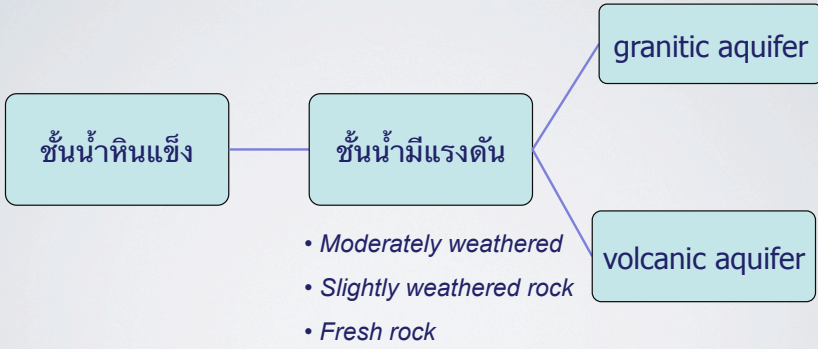 granitic aquifer
ชั้นน้ำหินแข็ง
ชั้นน้ำมีแรงดัน
• Moderately weathered
volcanic aquifer
• Slightly weathered rock
• Fresh rock